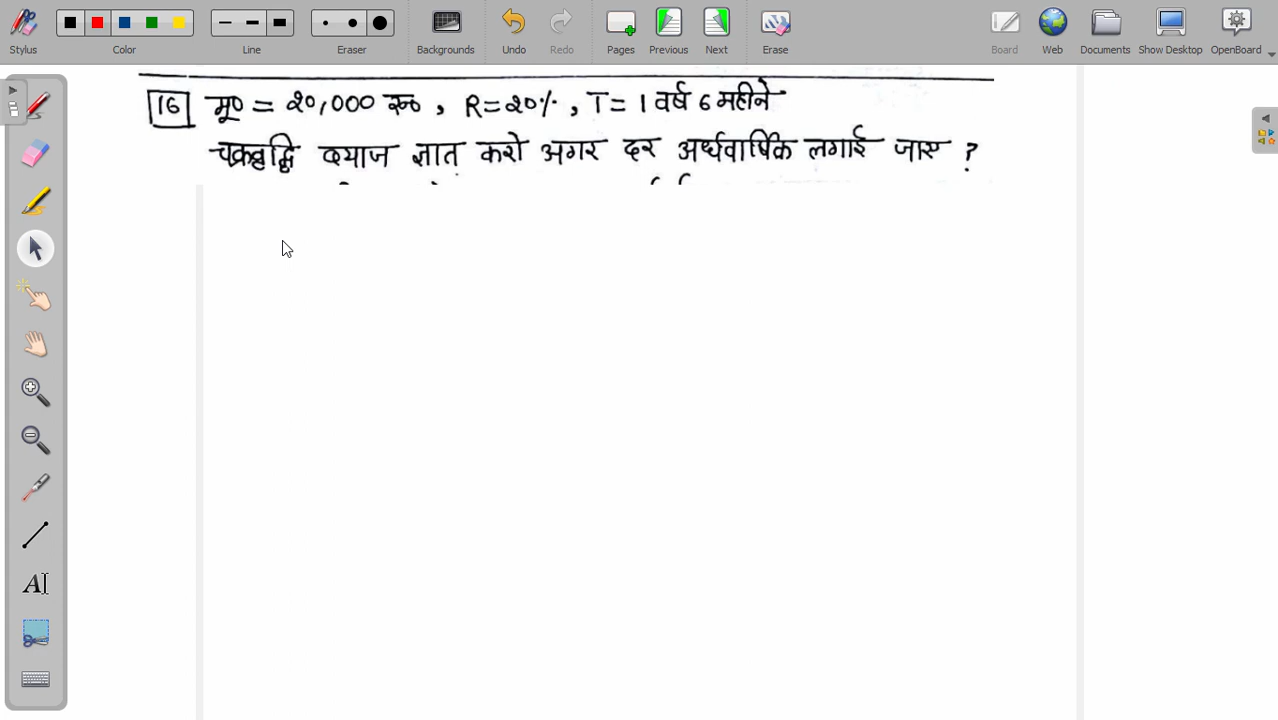 Stylus Color Line Eraser Backgrounds Undo Redo Pages Previous Next Erase Board Web Documents Show Desktop OpenBoard
16 मू० = 20,000 रू०, R=20%, T= 1 वर्ष 6 महीने
चक्रवृद्धि ब्याज ज्ञात करो अगर दर अर्धवार्षिक लगाई जाए ?
AI